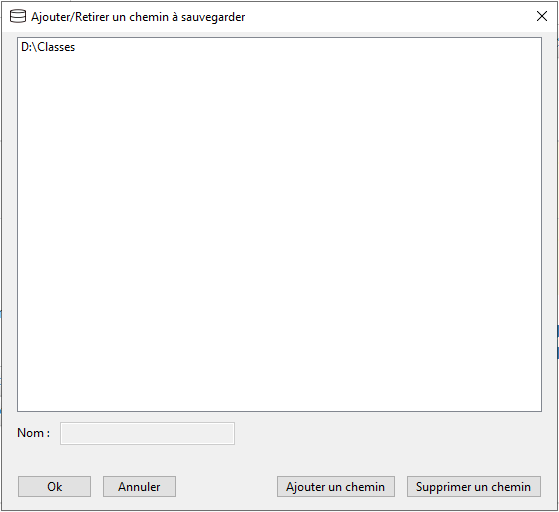 Ajouter/Retirer un chemin à sauvegarder
D:\Classes
Nom :
Ok Annuler Ajouter un chemin Supprimer un chemin